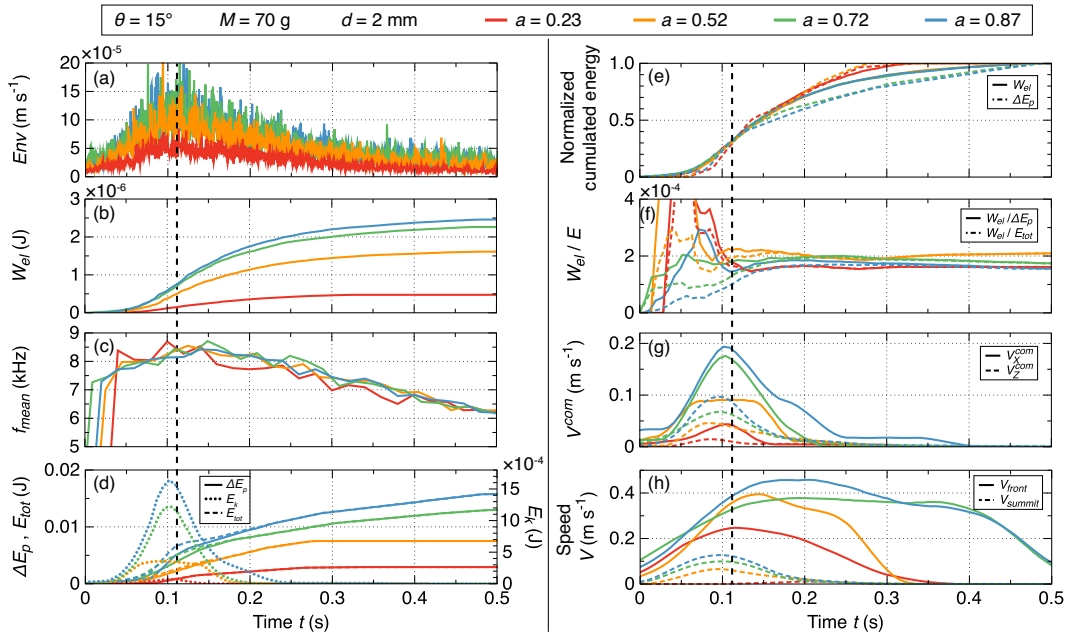 θ = 15° M = 70 g d = 2 mm a = 0.23 a = 0.52 a = 0.72 a = 0.87
×10⁻⁵
20
15
10
5
0
Env (m s⁻¹)
(a)
×10⁻⁶
3
2
1
0
W_el (J)
(b)
9
8
7
6
5
f_mean (kHz)
(c)
0.02
0.01
0
ΔE_p , E_tot (J)
(d)
ΔE_p
E_k
E_tot
×10⁻⁴
14
12
10
8
6
4
2
0
E_k (J)
0 0.1 0.2 0.3 0.4 0.5
Time t (s)
1.0
0.5
0
Normalized
cumulated energy
(e)
W_el
ΔE_p
×10⁻⁴
4
2
0
W_el / E
(f)
W_el / ΔE_p
W_el / E_tot
0.2
0.1
0
V^com (m s⁻¹)
(g)
V_X^com
V_Z^com
0.4
0.2
0.0
Speed
V (m s⁻¹)
(h)
V_front
V_summit
0 0.1 0.2 0.3 0.4 0.5
Time t (s)